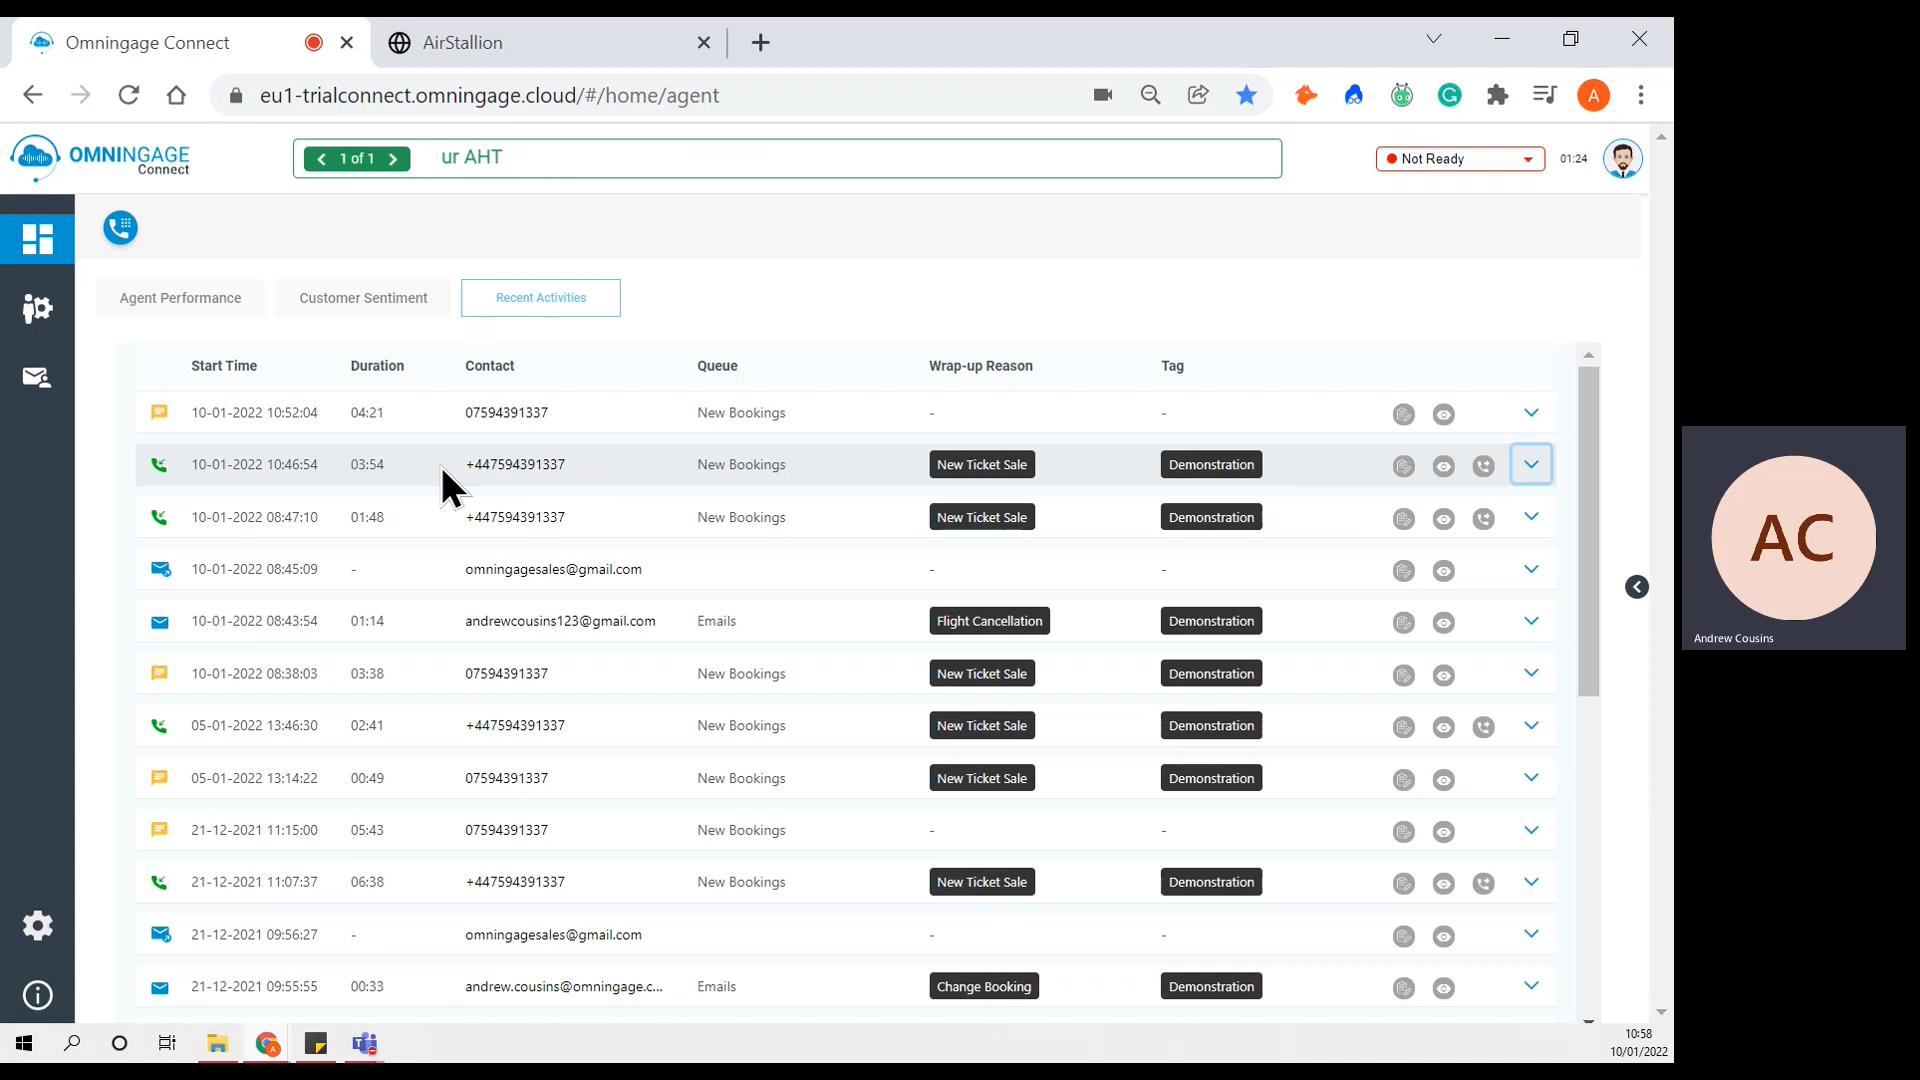 Omningage Connect
AirStallion
eu1-trialconnect.omningage.cloud/#/home/agent
A
OMNINGAGE
Connect
1 of 1
ur AHT
Not Ready
01:24
Agent Performance
Customer Sentiment
Recent Activities
Start Time Duration Contact Queue Wrap-up Reason Tag
10-01-2022 10:52:04 04:21 07594391337 New Bookings - -
10-01-2022 10:46:54 03:54 +447594391337 New Bookings New Ticket Sale Demonstration
10-01-2022 08:47:10 01:48 +447594391337 New Bookings New Ticket Sale Demonstration
10-01-2022 08:45:09 - omningagesales@gmail.com - -
10-01-2022 08:43:54 01:14 andrewcousins123@gmail.com Emails Flight Cancellation Demonstration
10-01-2022 08:38:03 03:38 07594391337 New Bookings New Ticket Sale Demonstration
05-01-2022 13:46:30 02:41 +447594391337 New Bookings New Ticket Sale Demonstration
05-01-2022 13:14:22 00:49 07594391337 New Bookings New Ticket Sale Demonstration
21-12-2021 11:15:00 05:43 07594391337 New Bookings - -
21-12-2021 11:07:37 06:38 +447594391337 New Bookings New Ticket Sale Demonstration
21-12-2021 09:56:27 - omningagesales@gmail.com - -
21-12-2021 09:55:55 00:33 andrew.cousins@omningage.c... Emails Change Booking Demonstration
AC
Andrew Cousins
10:58
10/01/2022